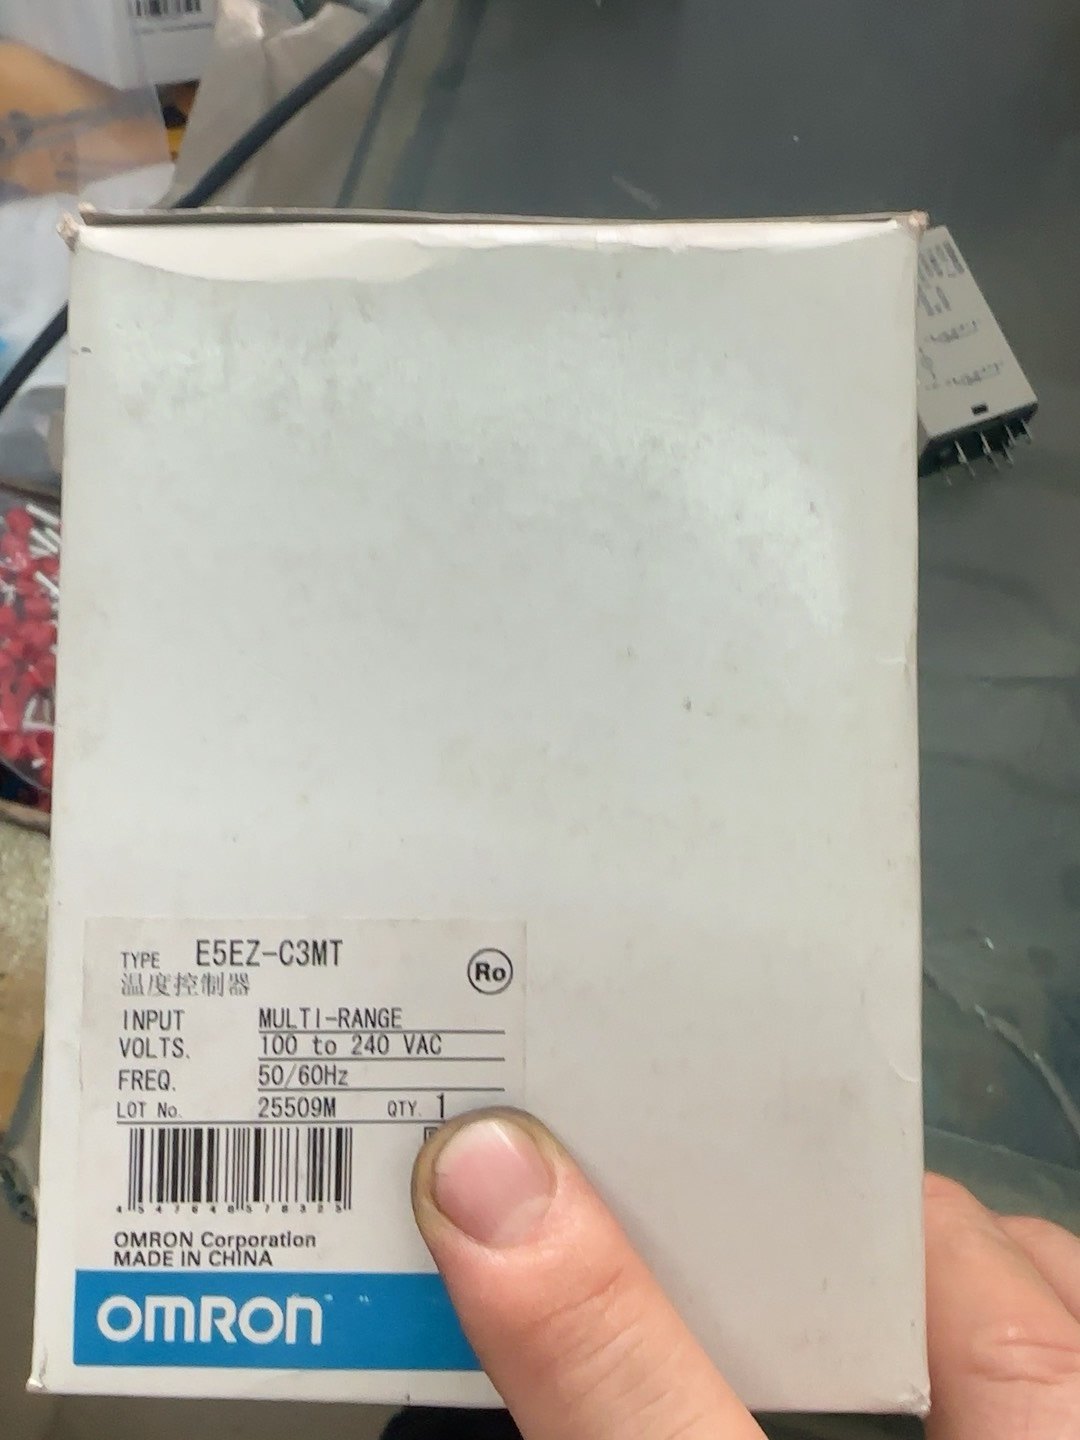 TYPE E5EZ-C3MT
Ro
温度控制器
INPUT MULTI-RANGE
VOLTS. 100 to 240 VAC
FREQ. 50/60Hz
LOT No. 25509M QTY. 1
OMRON Corporation
MADE IN CHINA
OMRON